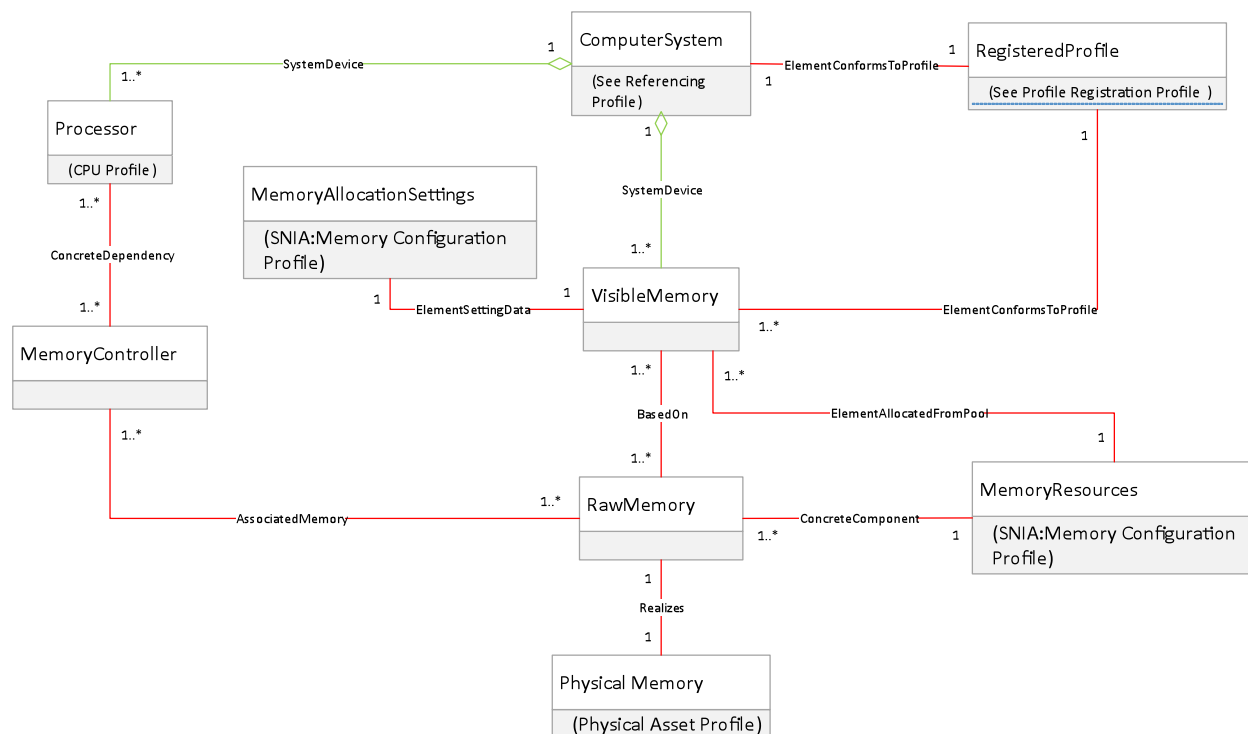 ComputerSystem
(See Referencing
Profile)
1
SystemDevice
1..*
1
ElementConformsToProfile
1
RegisteredProfile
(See Profile Registration Profile )
Processor
(CPU Profile )
1
SystemDevice
1..*
1
MemoryAllocationSettings
(SNIA:Memory Configuration
Profile)
1..*
ConcreteDependency
1..*
VisibleMemory
1
ElementSettingData
1
ElementConformsToProfile
1..*
MemoryController
1..*
BasedOn
1..*
1..*
ElementAllocatedFromPool
1
1..*
AssociatedMemory
1..*
RawMemory
ConcreteComponent
1..*
1
MemoryResources
(SNIA:Memory Configuration
Profile)
1
Realizes
1
Physical Memory
(Physical Asset Profile)